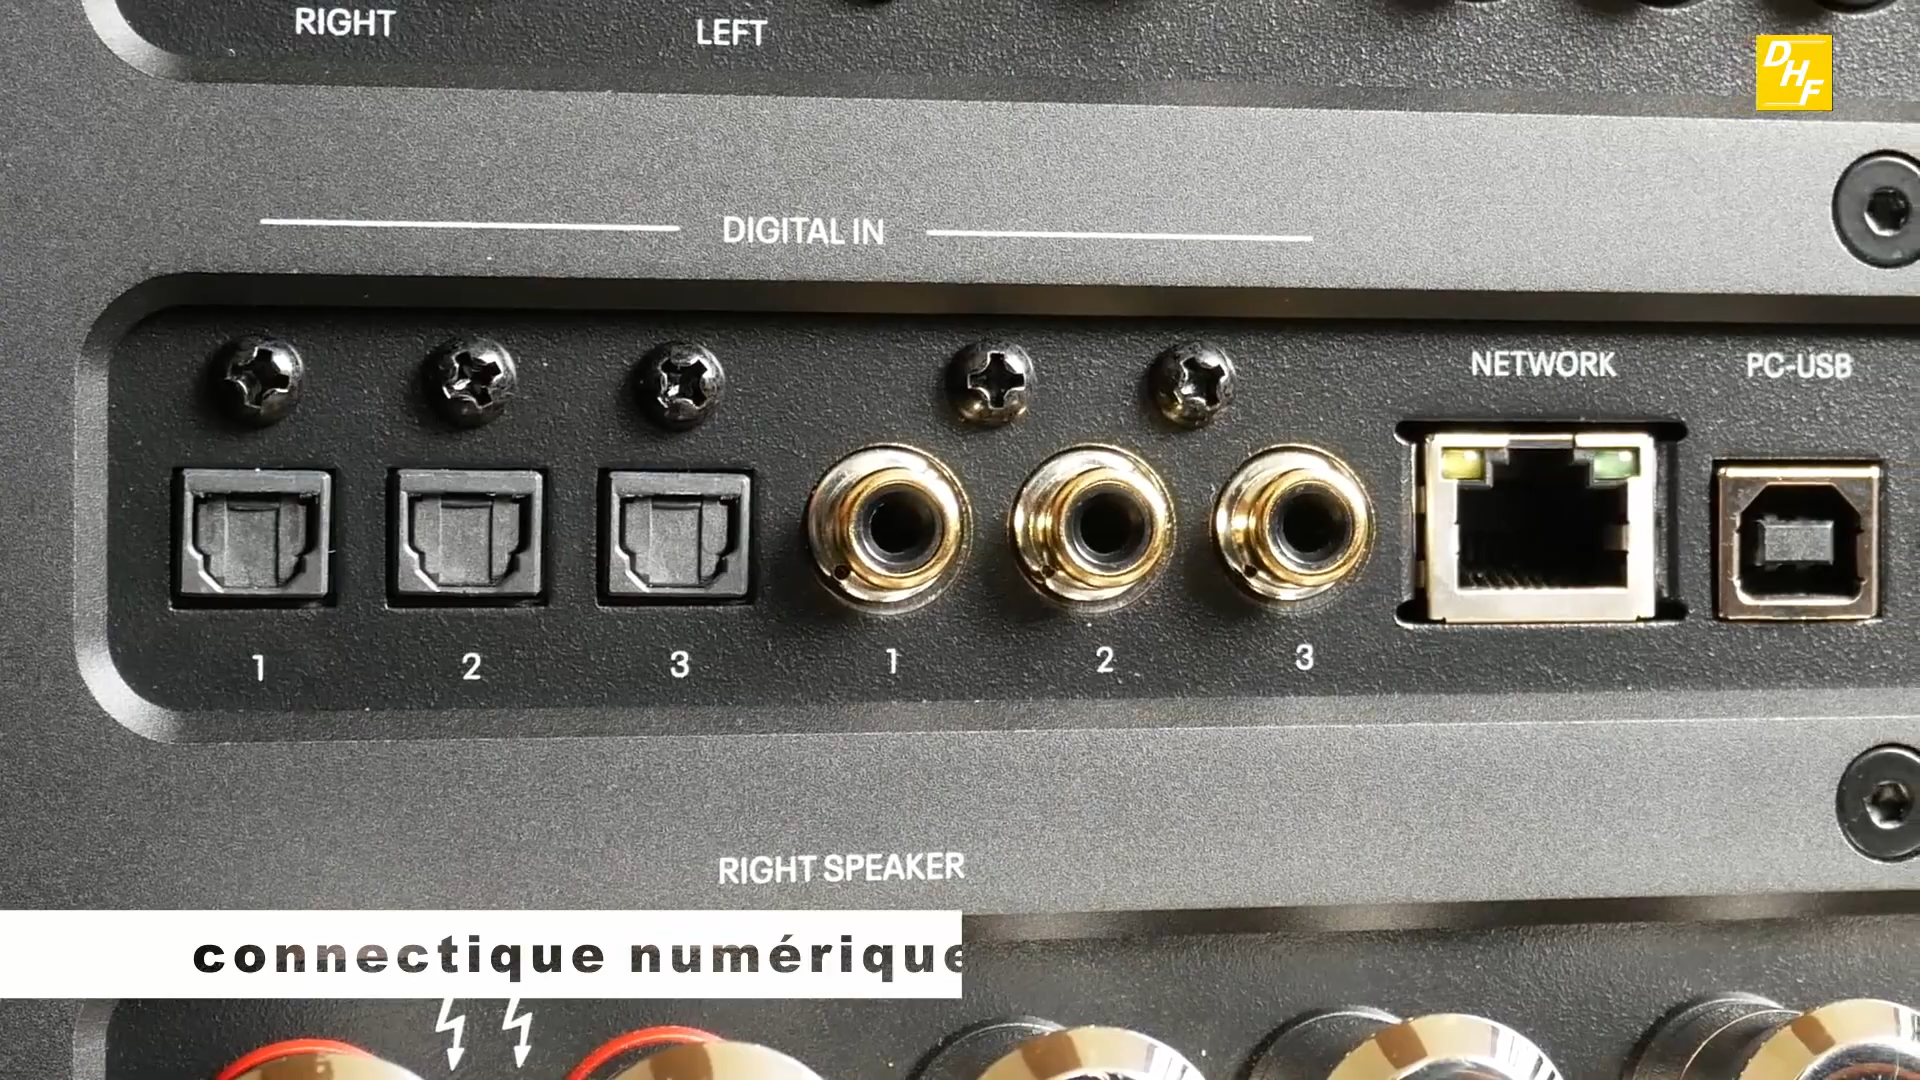 RIGHT
LEFT
DHF
DIGITAL IN
NETWORK
PC-USB
1
2
3
1
2
3
RIGHT SPEAKER
connectique numérique